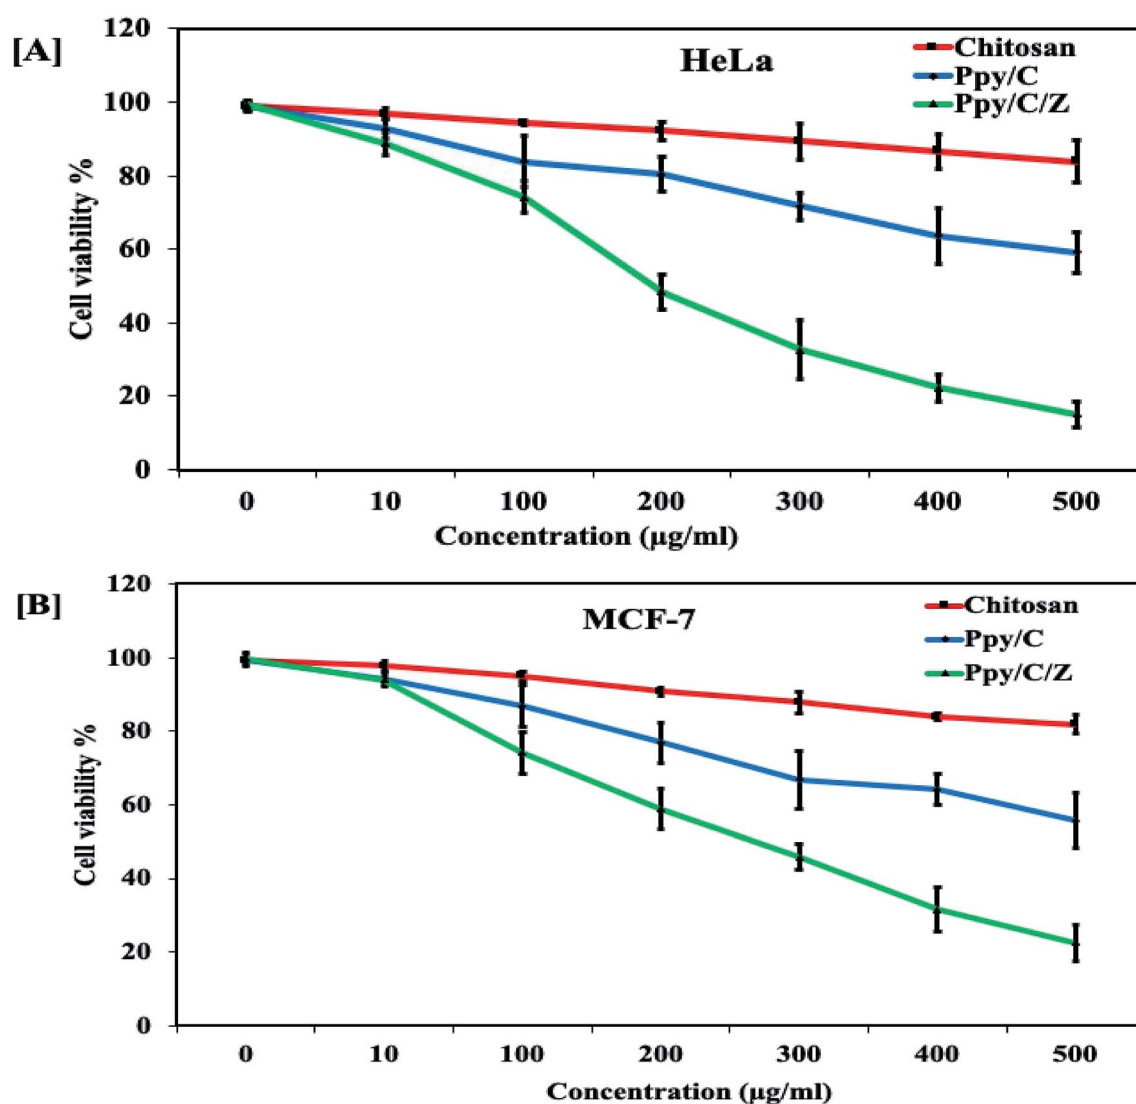 [A]
HeLa
Chitosan
Ppy/C
Ppy/C/Z
Cell viability %
120
100
80
60
40
20
0
0 10 100 200 300 400 500
Concentration (µg/ml)
[B]
MCF-7
Chitosan
Ppy/C
Ppy/C/Z
Cell viability %
120
100
80
60
40
20
0
0 10 100 200 300 400 500
Concentration (µg/ml)